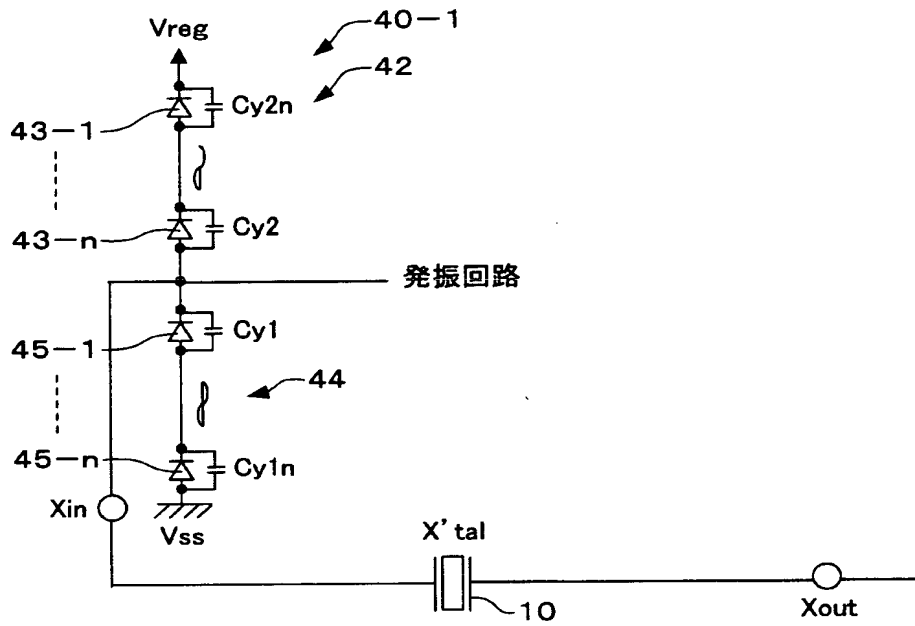 Vreg
40-1
42
Cy2n
43-1
Cy2
43-n
発振回路
Cy1
45-1
44
45-n
Cy1n
Xin
Vss
X'tal
10
Xout